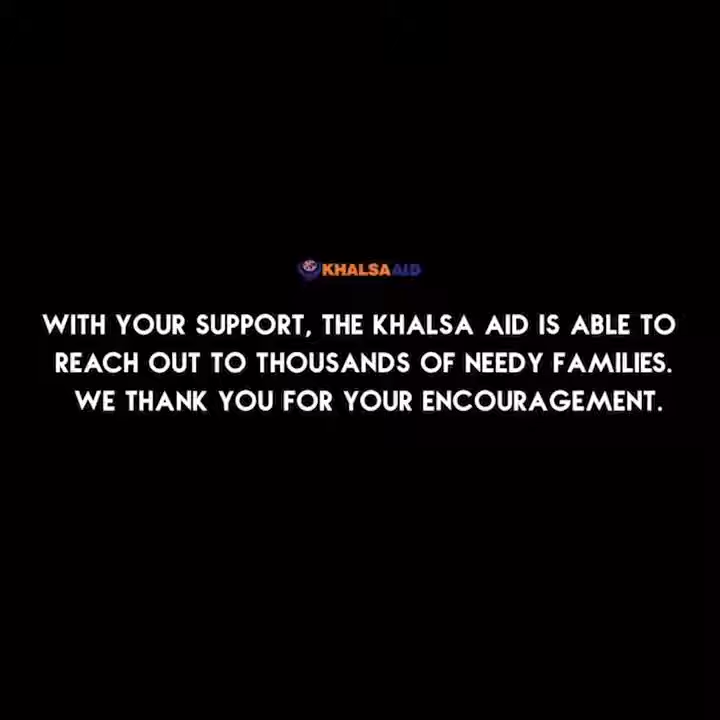 KHALSA AID
WITH YOUR SUPPORT, THE KHALSA AID IS ABLE TO
REACH OUT TO THOUSANDS OF NEEDY FAMILIES.
WE THANK YOU FOR YOUR ENCOURAGEMENT.